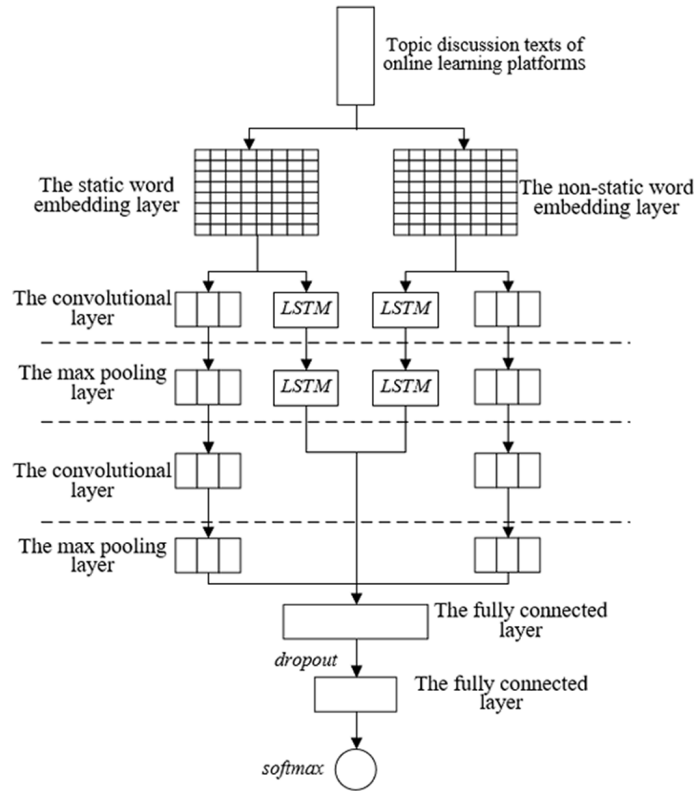 Topic discussion texts of
online learning platforms
The static word
embedding layer
The non-static word
embedding layer
The convolutional
layer
LSTM
LSTM
The max pooling
layer
LSTM
LSTM
The convolutional
layer
The max pooling
layer
The fully connected
layer
dropout
The fully connected
layer
softmax